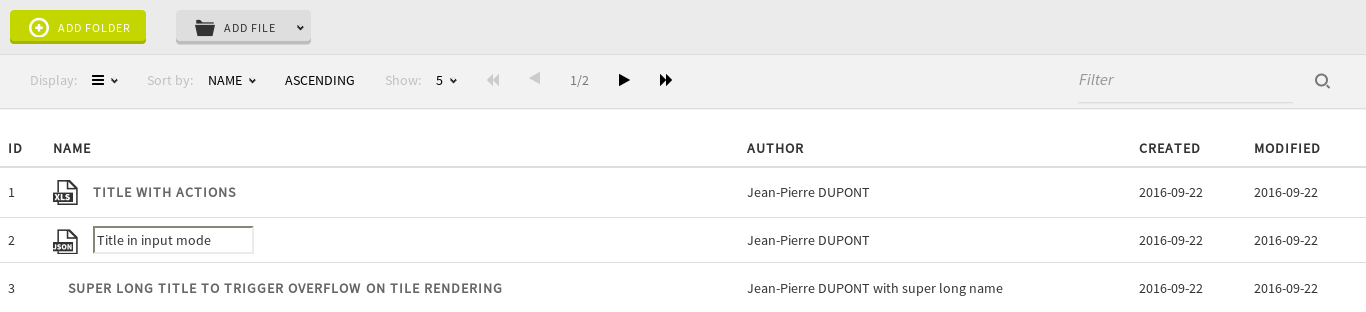 ADD FOLDER ADD FILE
Display: Sort by: NAME ASCENDING Show: 5 1/2 Filter
ID NAME AUTHOR CREATED MODIFIED
1 XLS TITLE WITH ACTIONS Jean-Pierre DUPONT 2016-09-22 2016-09-22
2 JSON Title in input mode Jean-Pierre DUPONT 2016-09-22 2016-09-22
3 SUPER LONG TITLE TO TRIGGER OVERFLOW ON TILE RENDERING Jean-Pierre DUPONT with super long name 2016-09-22 2016-09-22